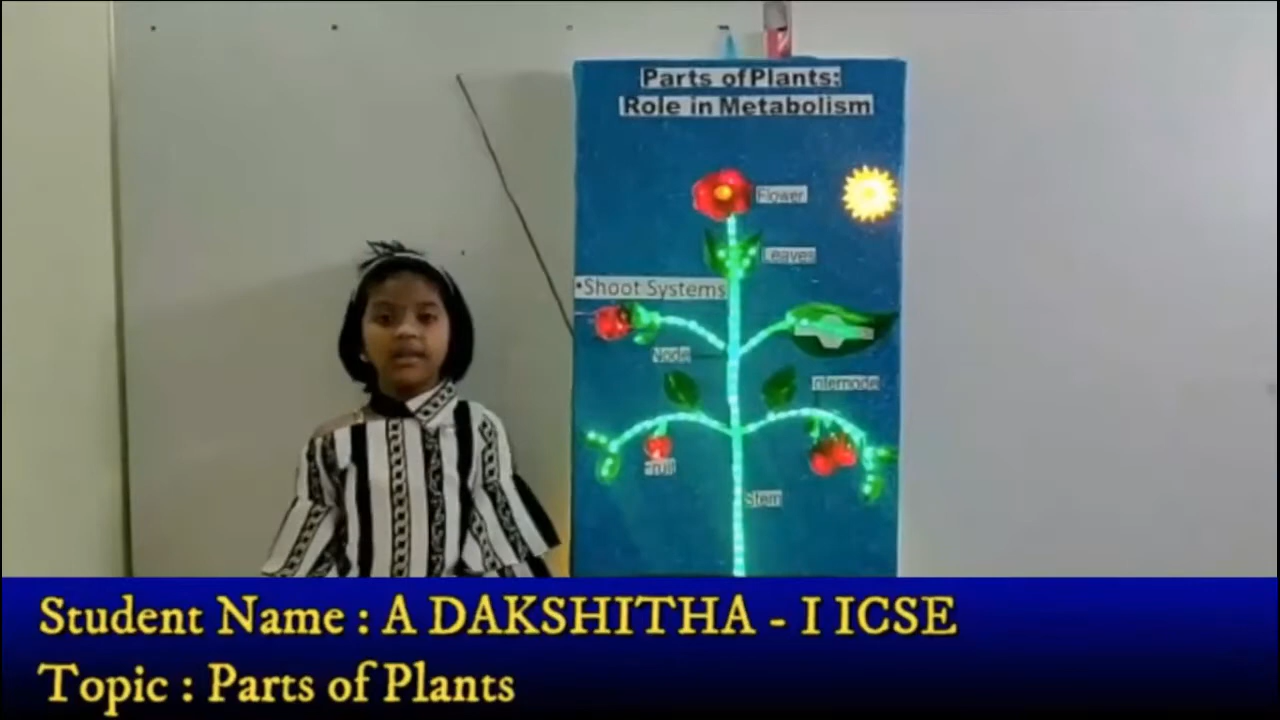 Parts of Plants:
Role in Metabolism
Flower
Leaves
•Shoot Systems
Node
Internode
Fruit
Stem
Student Name : A DAKSHITHA - I ICSE
Topic : Parts of Plants